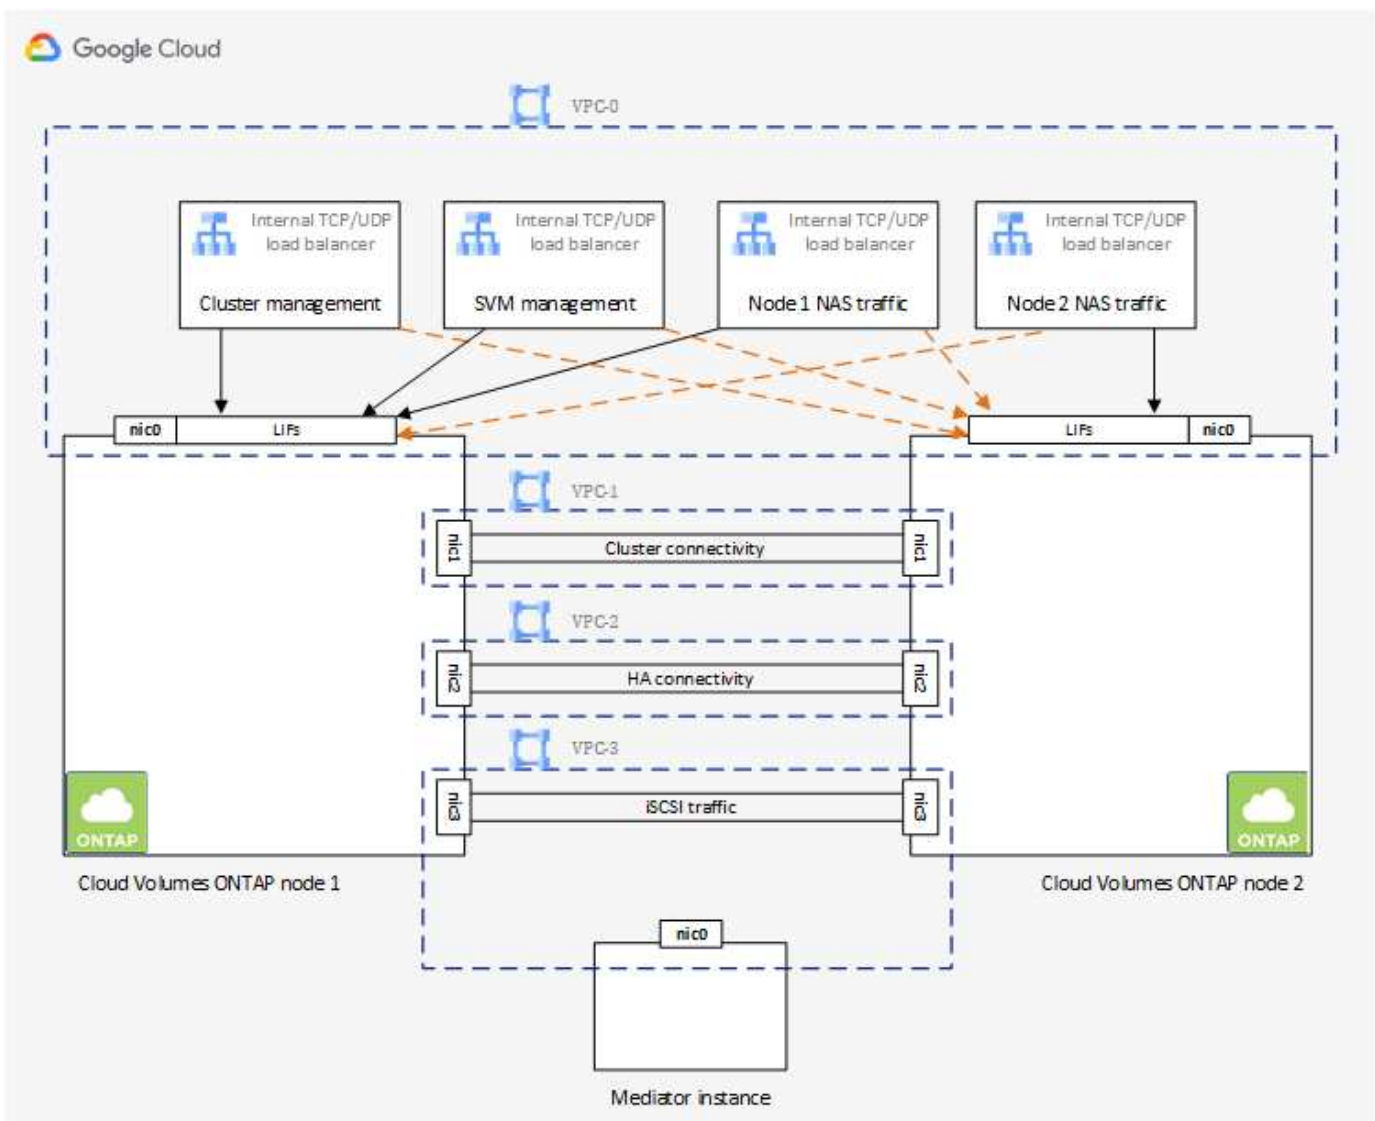 Google Cloud
VPC-0
Internal TCP/UDP
load balancer
Cluster management
Internal TCP/UDP
load balancer
SVM management
Internal TCP/UDP
load balancer
Node 1 NAS traffic
Internal TCP/UDP
load balancer
Node 2 NAS traffic
nic0
LIFs
LIFs
nic0
VPC-1
nic1
Cluster connectivity
nic1
VPC-2
nic2
HA connectivity
nic2
VPC-3
nic3
iSCSI traffic
nic3
ONTAP
ONTAP
Cloud Volumes ONTAP node 1
Cloud Volumes ONTAP node 2
nic0
Mediator instance